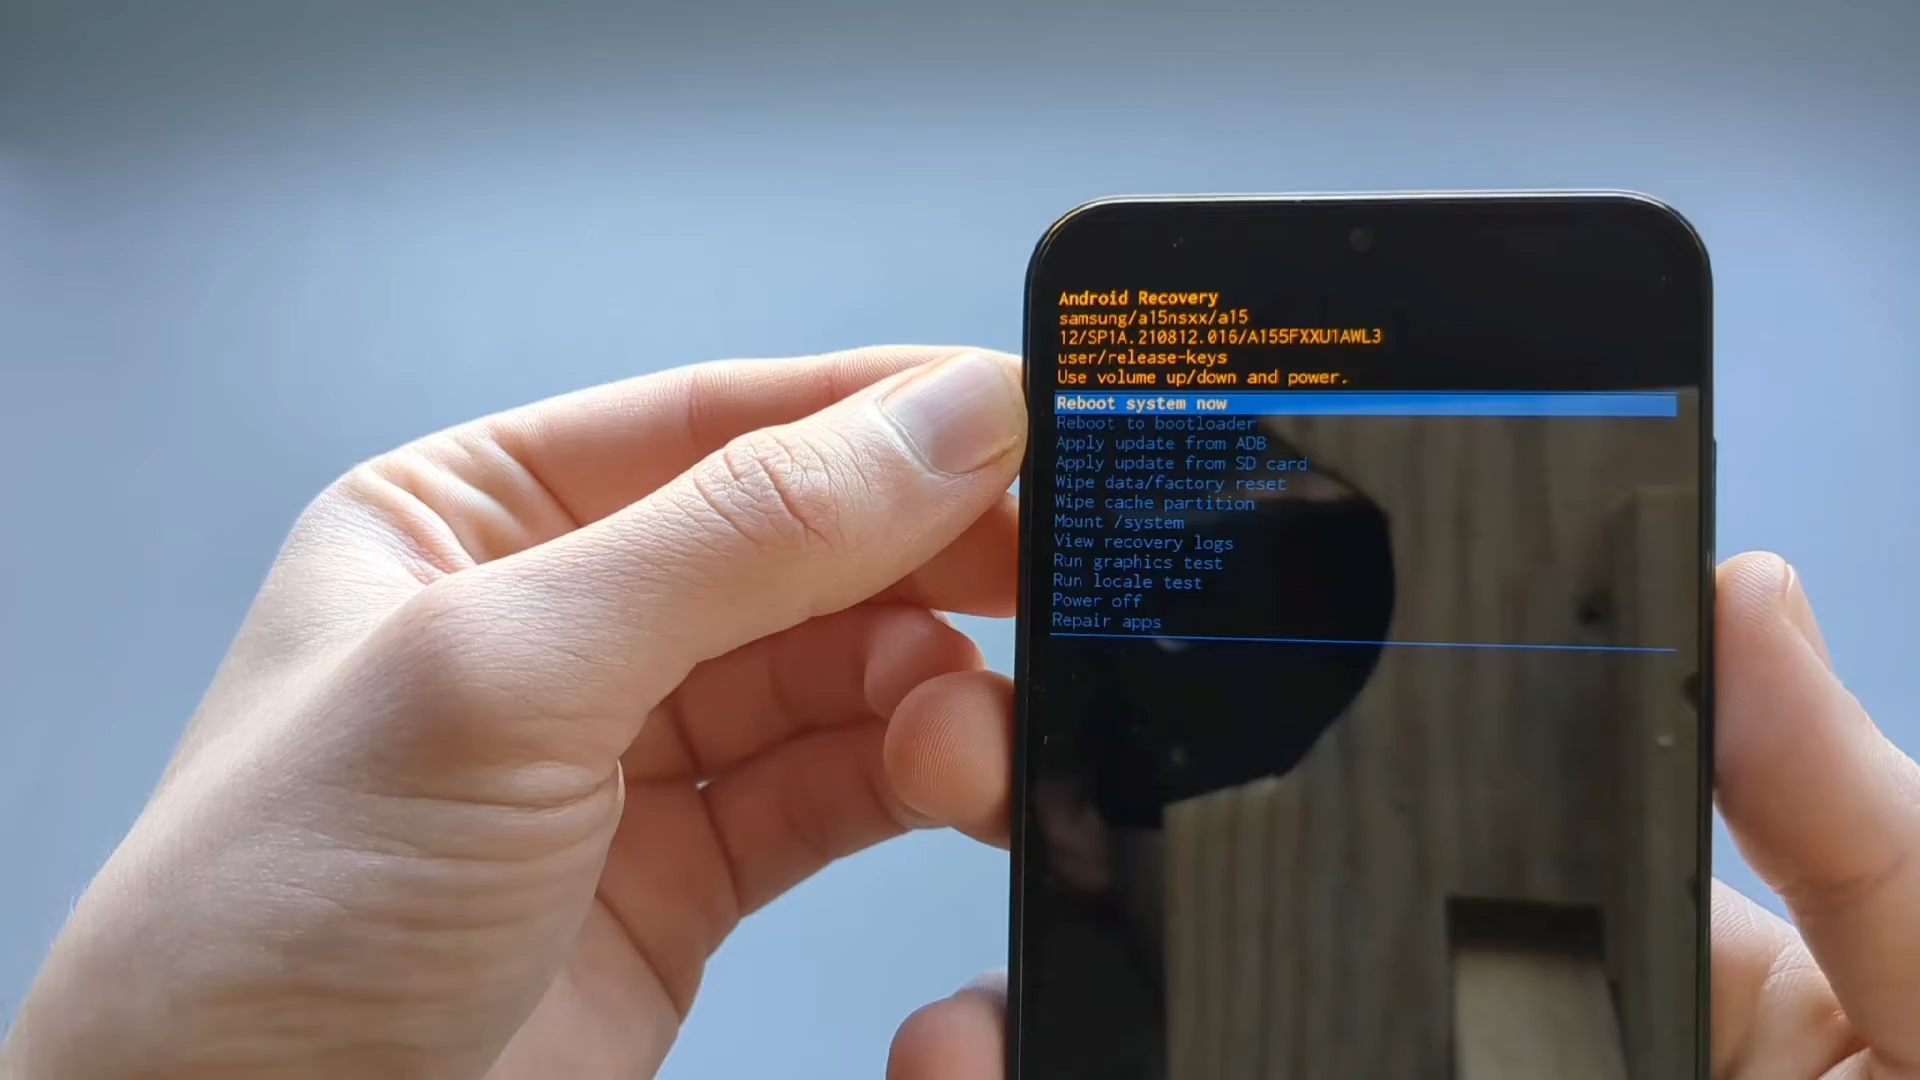 Android Recovery
samsung/a15nsxx/a15
12/SP1A.210812.016/A155FXXU1AWL3
user/release-keys
Use volume up/down and power.
Reboot system now
Reboot to bootloader
Apply update from ADB
Apply update from SD card
Wipe data/factory reset
Wipe cache partition
Mount /system
View recovery logs
Run graphics test
Run locale test
Power off
Repair apps